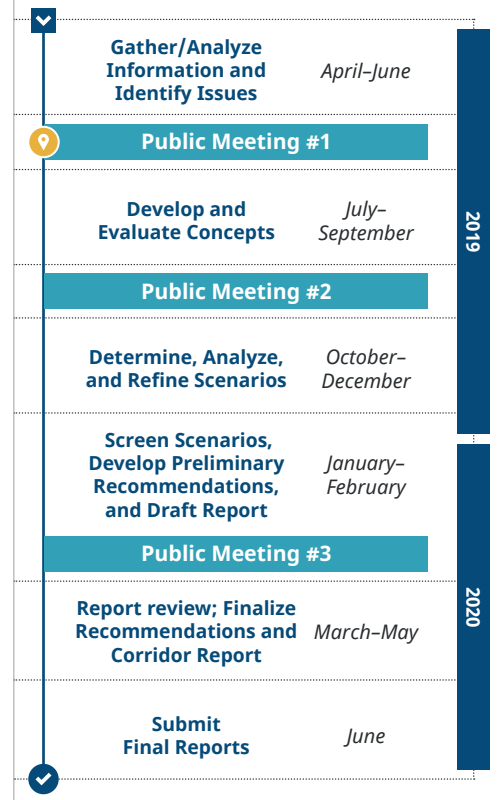 Gather/Analyze
Information and
Identify Issues
April–June
Public Meeting #1
Develop and
Evaluate Concepts
July–
September
2019
Public Meeting #2
Determine, Analyze,
and Refine Scenarios
October–
December
Screen Scenarios,
Develop Preliminary
Recommendations,
and Draft Report
January–
February
Public Meeting #3
Report review; Finalize
Recommendations and
Corridor Report
March–May
2020
Submit
Final Reports
June